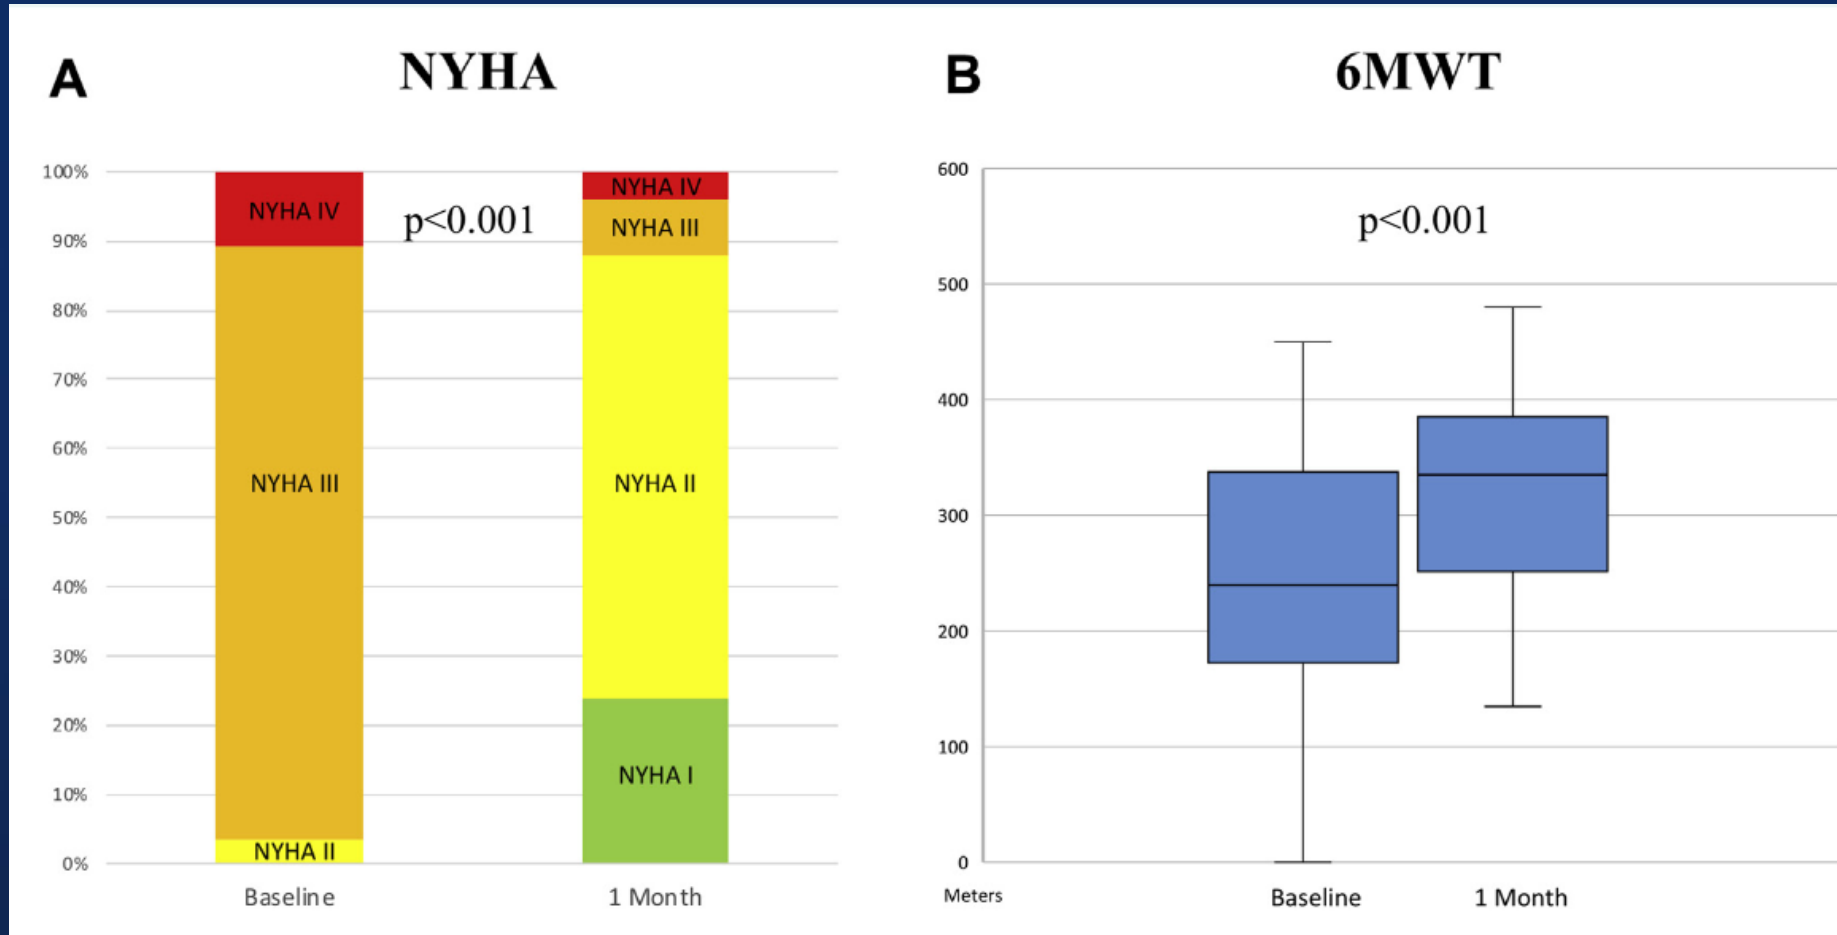 A
NYHA
100%
90%
80%
70%
60%
50%
40%
30%
20%
10%
0%
NYHA IV
NYHA III
NYHA II
p<0.001
NYHA IV
NYHA III
NYHA II
NYHA I
Baseline
1 Month
B
6MWT
600
500
400
300
200
100
0
p<0.001
Meters
Baseline
1 Month